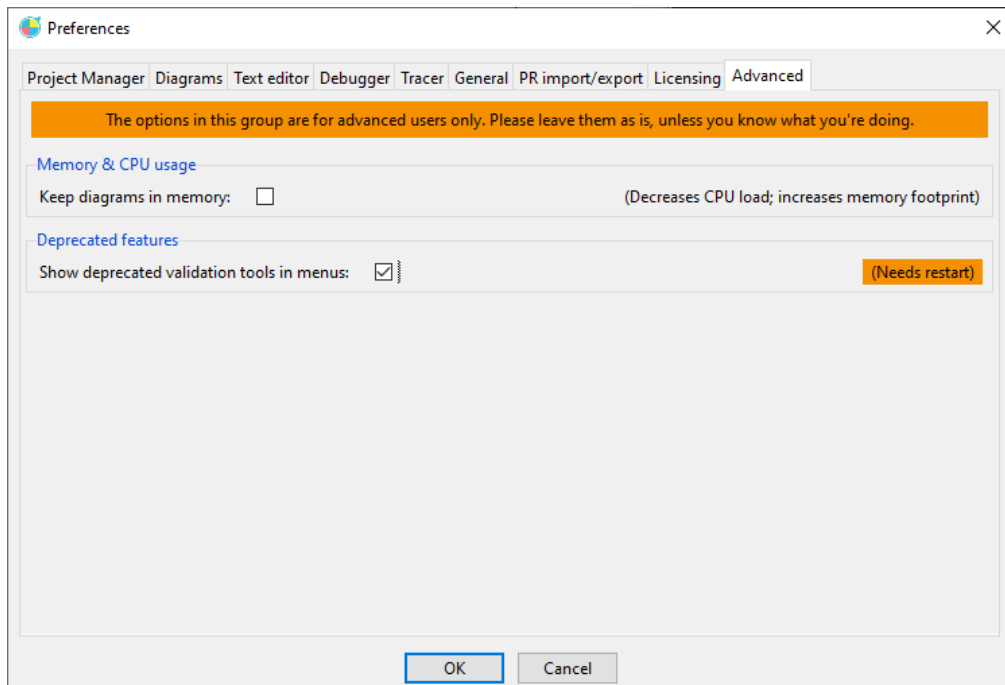 Preferences
Project Manager Diagrams Text editor Debugger Tracer General PR import/export Licensing Advanced
The options in this group are for advanced users only. Please leave them as is, unless you know what you're doing.
Memory & CPU usage
Keep diagrams in memory: (Decreases CPU load; increases memory footprint)
Deprecated features
Show deprecated validation tools in menus: (Needs restart)
OK Cancel